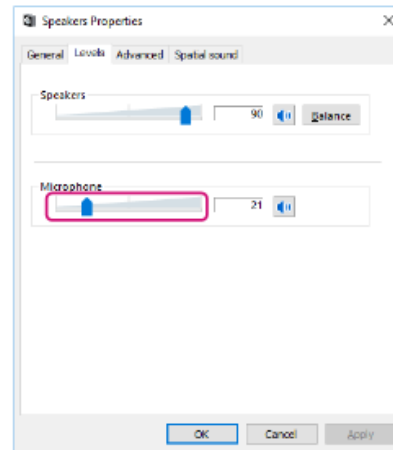 Speakers Properties
General Levels Advanced Spatial sound
Speakers
90 Balance
Microphone
21
OK Cancel Apply